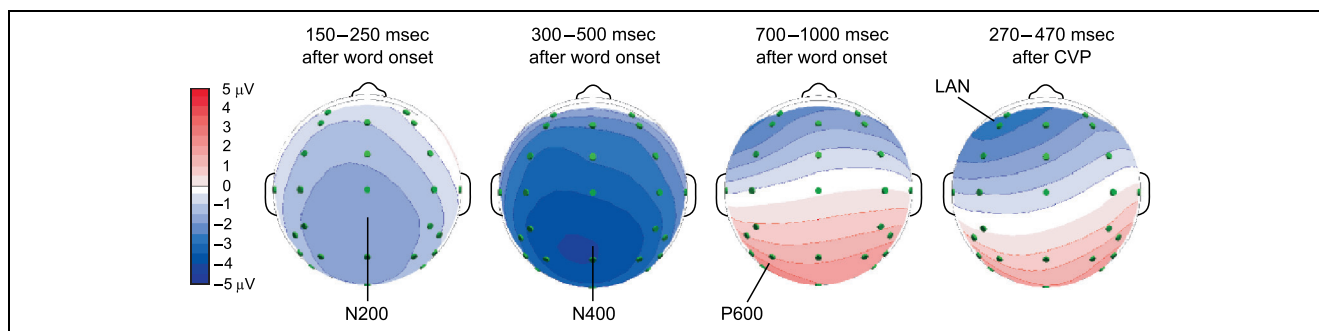 150–250 msec
after word onset
300–500 msec
after word onset
700–1000 msec
after word onset
270–470 msec
after CVP
5 μV
4
3
2
1
0
–1
–2
–3
–4
–5 μV
LAN
N200
N400
P600